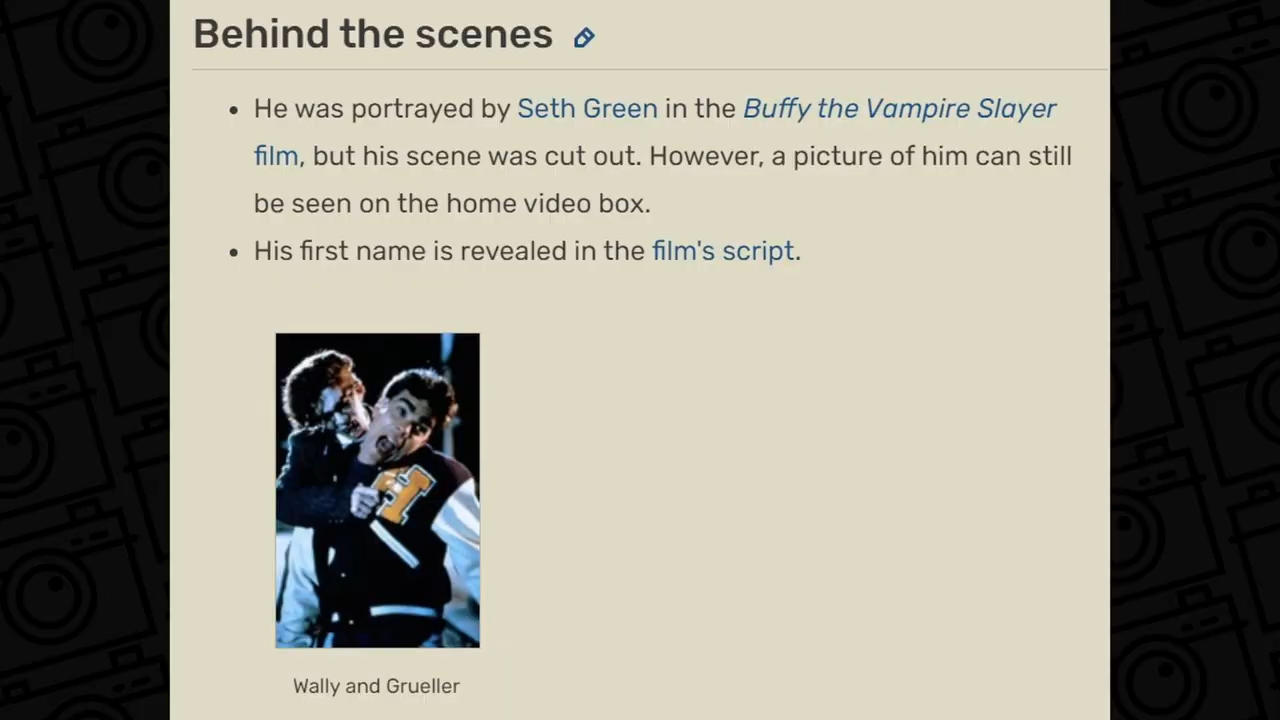 Behind the scenes
• He was portrayed by Seth Green in the Buffy the Vampire Slayer
film, but his scene was cut out. However, a picture of him can still
be seen on the home video box.
• His first name is revealed in the film's script.
H
Wally and Grueller